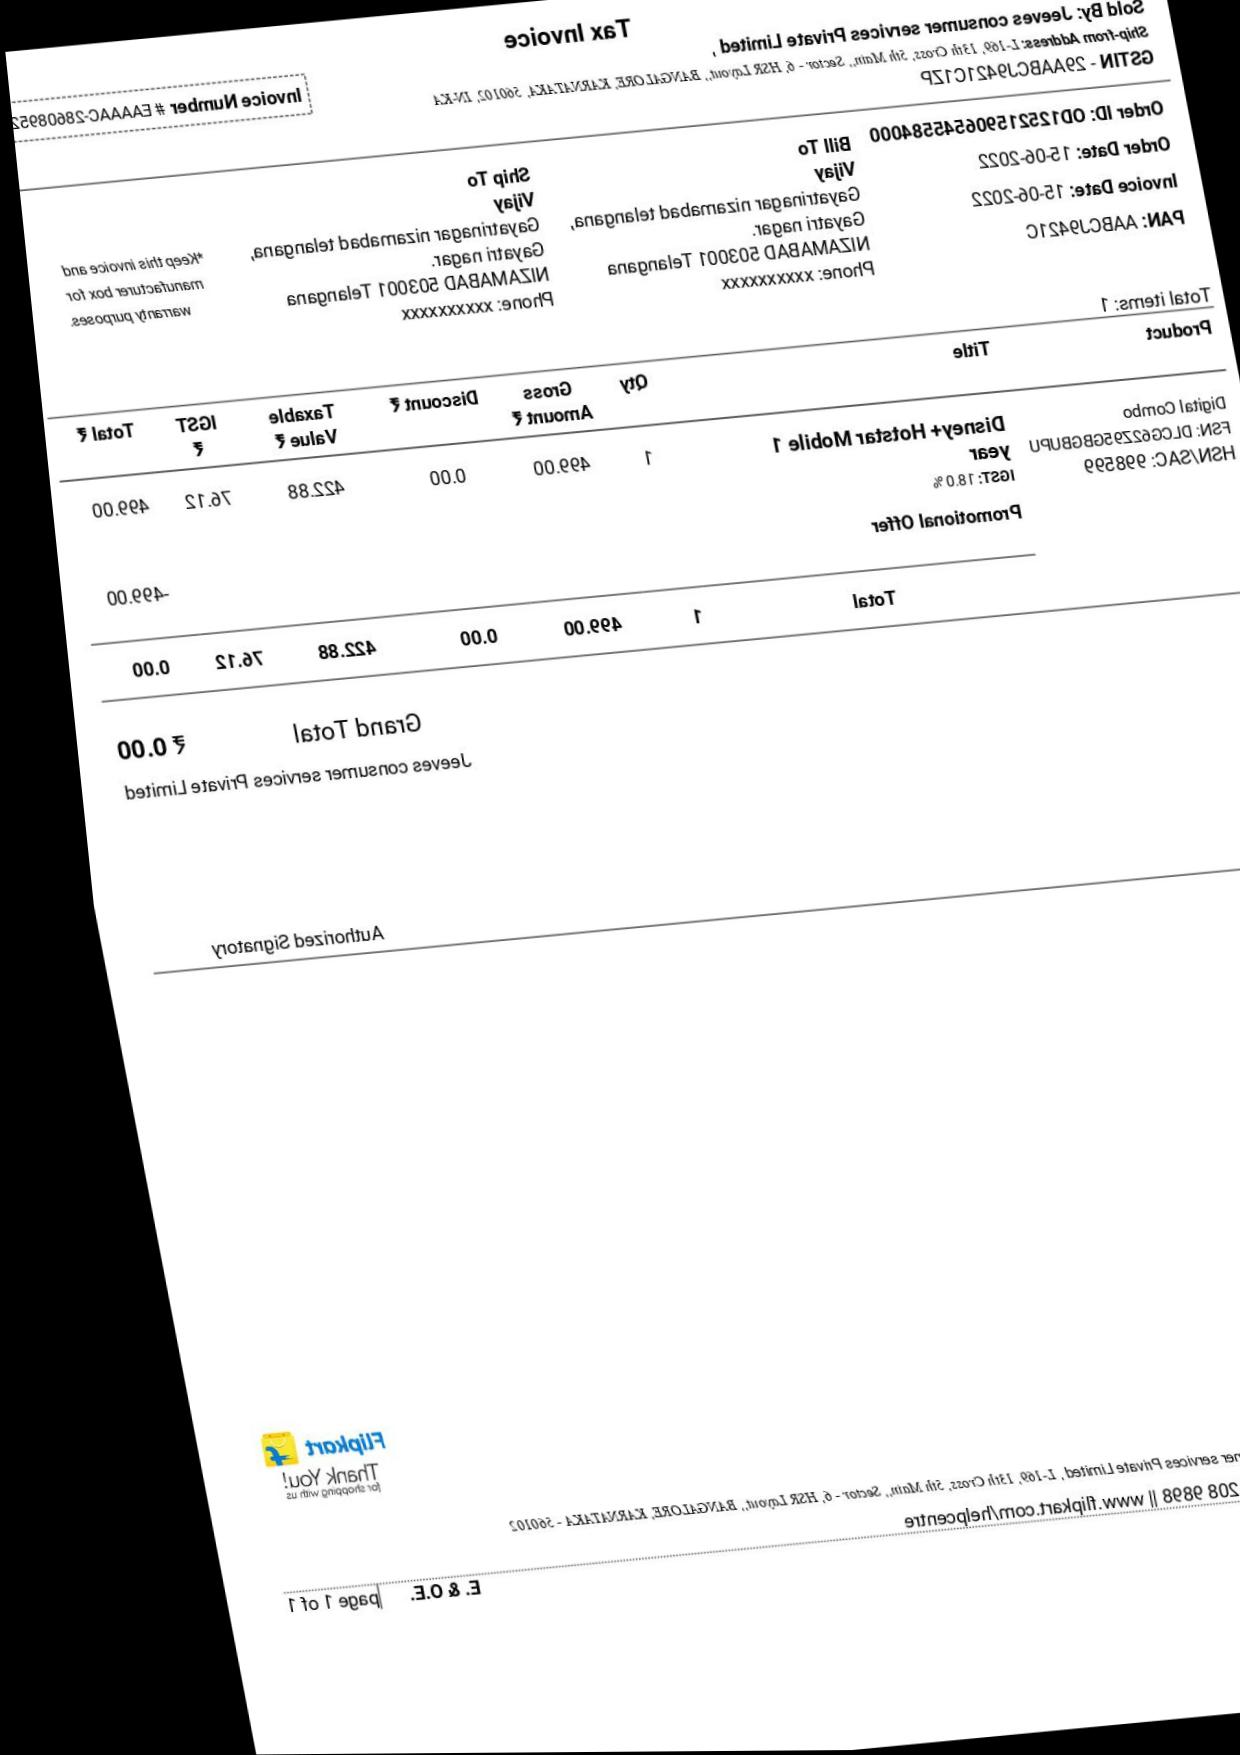 Tax Invoice
Sold By: Jeeves consumer services Private Limited ,
Ship-from Address: L-169, 13th Cross, 5th Main,, Sector - 6, HSR Layout,, BANGALORE, KARNATAKA, 560102, IN-KA
GSTIN - 29AABCJ9421C1ZP
Invoice Number # EAAAAC-28608952
Order ID: OD125215906545584000
Order Date: 15-06-2022
Invoice Date: 15-06-2022
PAN: AABCJ9421C
Bill To
Vijay
Gayatrinagar nizamabad telangana,
Gayatri nagar.
NIZAMABAD 503001 Telangana
Phone: xxxxxxxxxx
Ship To
Vijay
Gayatrinagar nizamabad telangana,
Gayatri nagar.
NIZAMABAD 503001 Telangana
Phone: xxxxxxxxxx
*Keep this invoice and
manufacturer box for
warranty purposes.
Total items: 1
Product Title Qty Gross Amount ₹ Discount ₹ Taxable Value ₹ IGST ₹ Total ₹
Digital Combo
FSN: DLCG62Z95GBGBUPU
HSN/SAC: 998599
Disney+ Hotstar Mobile 1
year
IGST: 18.0 %
1 499.00 0.00 422.88 76.12 499.00
Promotional Offer
-499.00
Total 1 499.00 0.00 422.88 76.12 0.00
Grand Total ₹ 0.00
Jeeves consumer services Private Limited
Authorized Signatory
Flipkart
Thank You!
for shopping with us
services Private Limited , L-169, 13th Cross, 5th Main,, Sector - 6, HSR Layout,, BANGALORE, KARNATAKA - 560102
208 9898 || www.flipkart.com/helpcentre
E. & O.E. page 1 of 1